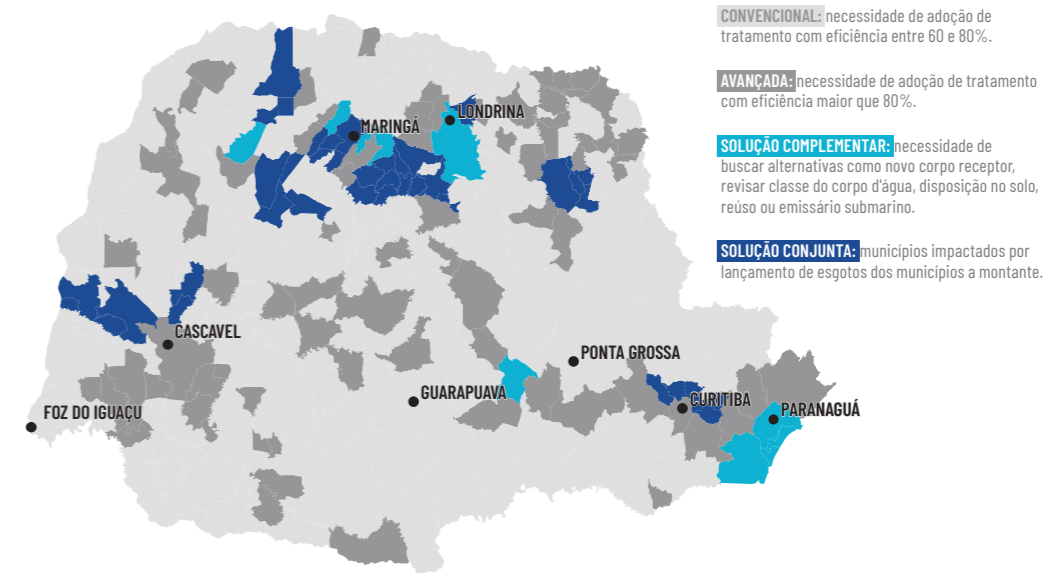 CONVENCIONAL: necessidade de adoção de
tratamento com eficiência entre 60 e 80%.
AVANÇADA: necessidade de adoção de tratamento
com eficiência maior que 80%.
SOLUÇÃO COMPLEMENTAR: necessidade de
buscar alternativas como novo corpo receptor,
revisar classe do corpo d'água, disposição no solo,
reúso ou emissário submarino.
SOLUÇÃO CONJUNTA: municípios impactados por
lançamento de esgotos dos municípios a montante.
LONDRINA
MARINGÁ
CASCAVEL
PONTA GROSSA
GUARAPUAVA
CURITIBA
FOZ DO IGUAÇU
PARANAGUÁ